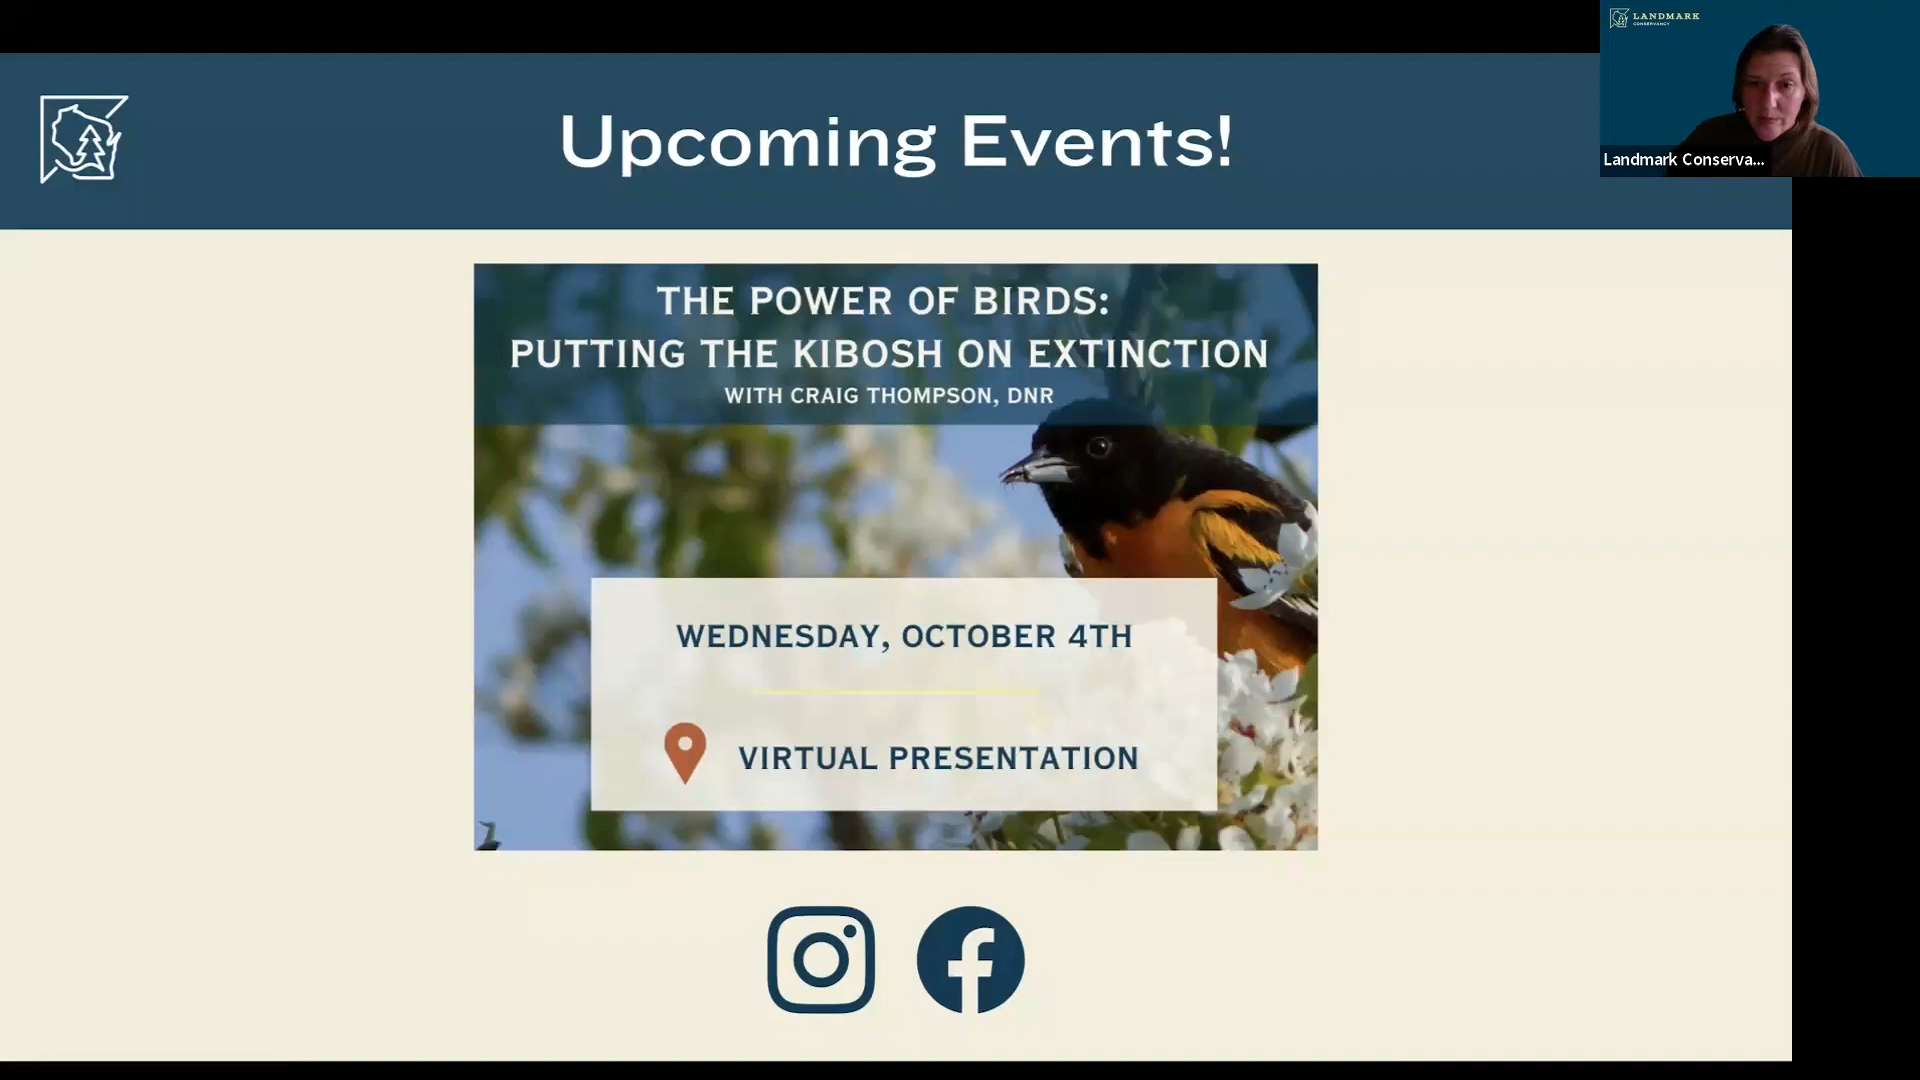 LANDMARK
CONSERVANCY
Landmark Conserva...
Upcoming Events!
THE POWER OF BIRDS:
PUTTING THE KIBOSH ON EXTINCTION
WITH CRAIG THOMPSON, DNR
WEDNESDAY, OCTOBER 4TH
VIRTUAL PRESENTATION